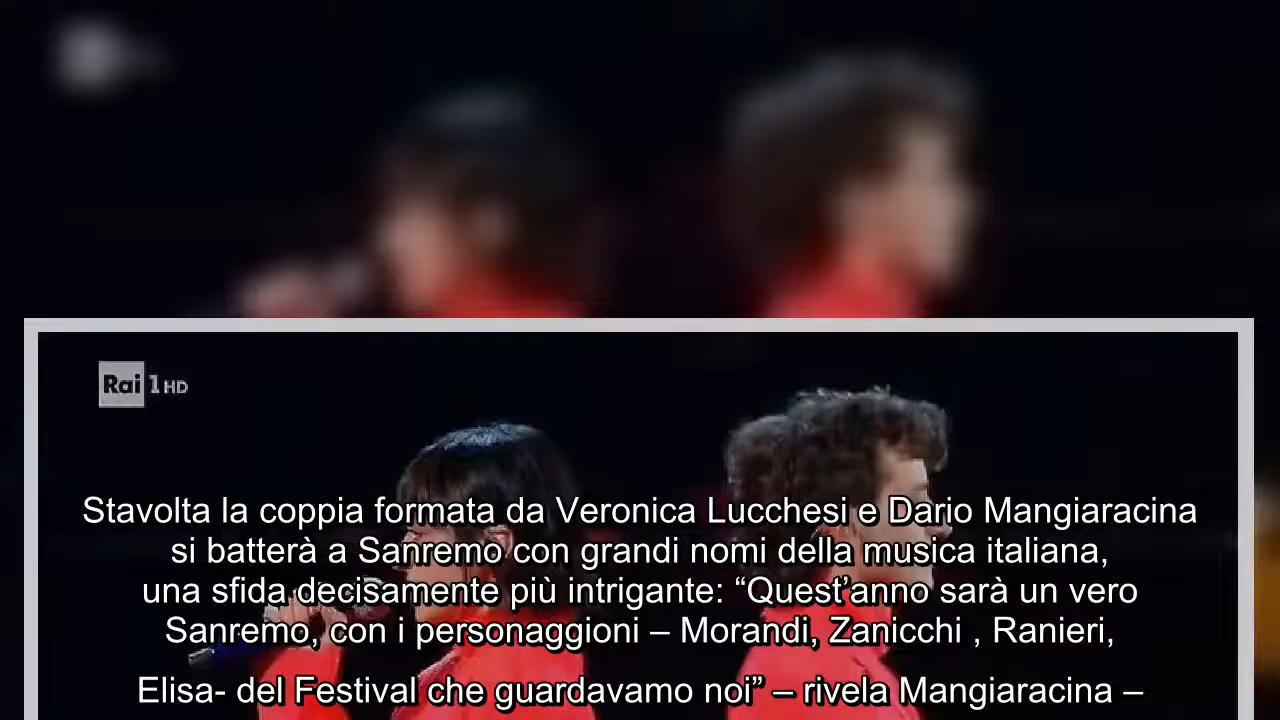 Rai 1 HD
Stavolta la coppia formata da Veronica Lucchesi e Dario Mangiaracina
si batterà a Sanremo con grandi nomi della musica italiana,
una sfida decisamente più intrigante: “Quest’anno sarà un vero
Sanremo, con i personaggioni – Morandi, Zanicchi , Ranieri,
Elisa- del Festival che guardavamo noi” – rivela Mangiaracina –